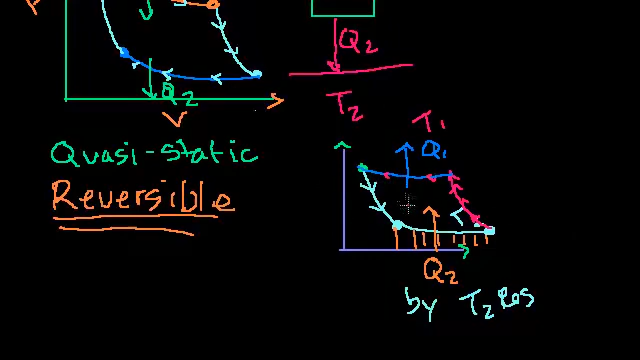 Q₂
Q₂
T₂
V
T₁
Quasi-static
Q₁
Reversible
T
Q₂
by T₂ Res